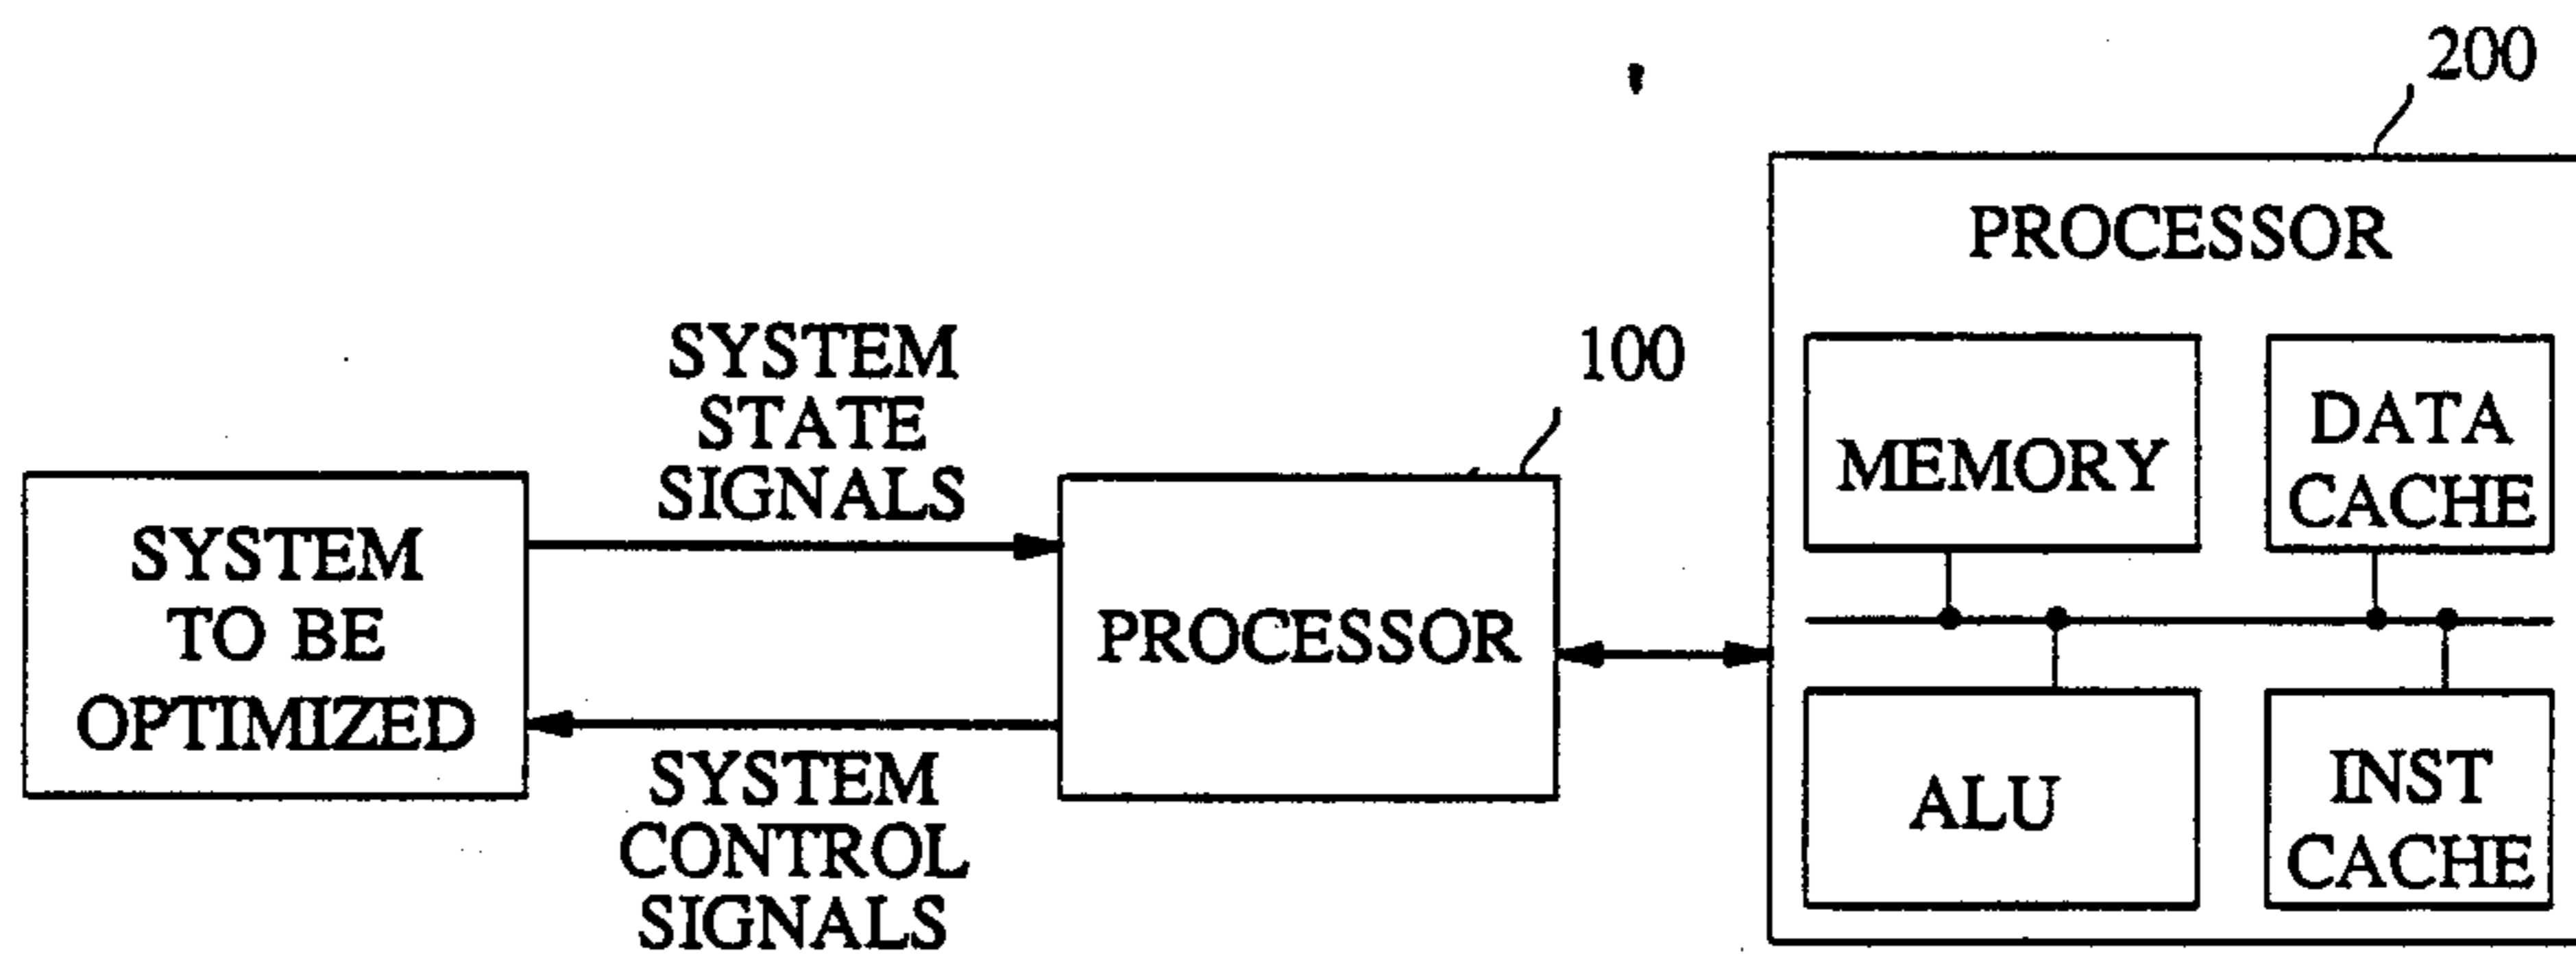 200
PROCESSOR
100
SYSTEM
STATE
SIGNALS
MEMORY
DATA
CACHE
SYSTEM
TO BE
OPTIMIZED
PROCESSOR
SYSTEM
CONTROL
SIGNALS
ALU
INST
CACHE